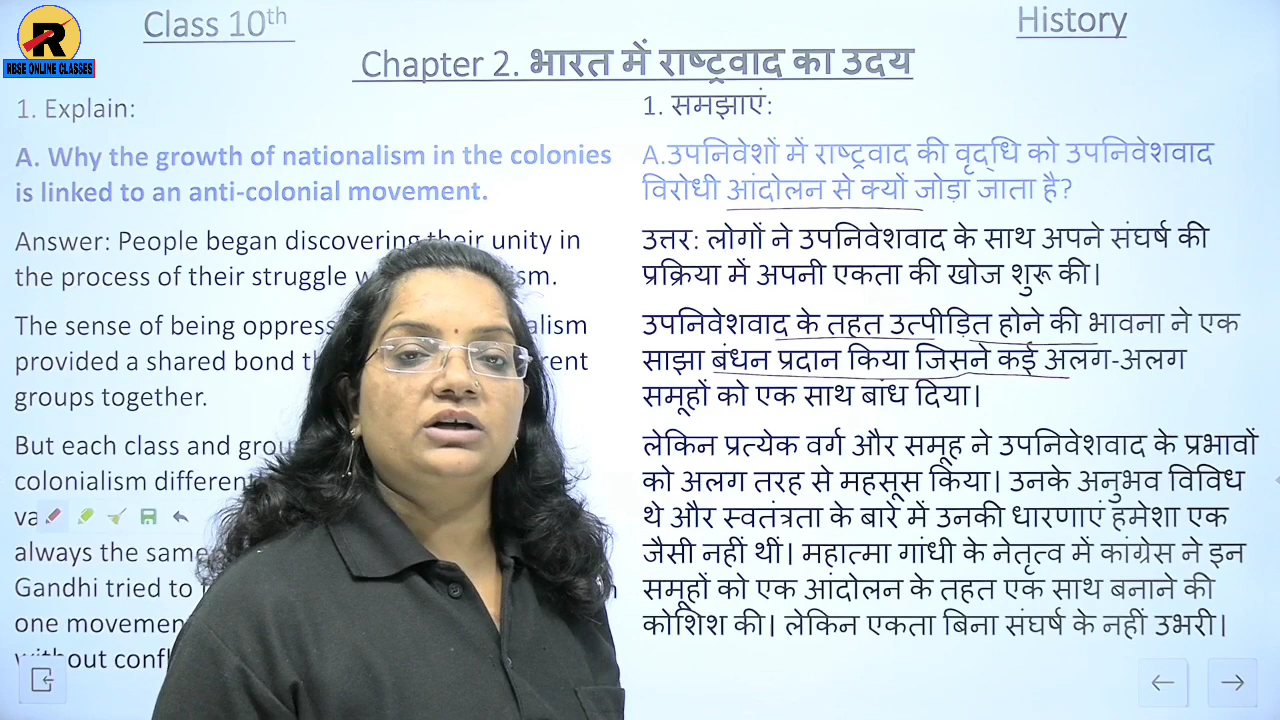 R
RBSE ONLINE CLASSES
Class 10th
History
Chapter 2. भारत में राष्ट्रवाद का उदय
1. Explain:
A. Why the growth of nationalism in the colonies
is linked to an anti-colonial movement.
Answer: People began discovering their unity in
the process of their struggle
The sense of being
provided a shared bond
groups together.
But each class and
colonialism
always the same
Gandhi tried to
one
without
1. समझाएं:
A.उपनिवेशों में राष्ट्रवाद की वृद्धि को उपनिवेशवाद
विरोधी आंदोलन से क्यों जोड़ा जाता है?
उत्तर: लोगों ने उपनिवेशवाद के साथ अपने संघर्ष की
प्रक्रिया में अपनी एकता की खोज शुरू की।
उपनिवेशवाद के तहत उत्पीड़ित होने की भावना ने एक
साझा बंधन प्रदान किया जिसने कई अलग-अलग
समूहों को एक साथ बांध दिया।
लेकिन प्रत्येक वर्ग और समूह ने उपनिवेशवाद के प्रभावों
को अलग तरह से महसूस किया। उनके अनुभव विविध
थे और स्वतंत्रता के बारे में उनकी धारणाएं हमेशा एक
जैसी नहीं थीं। महात्मा गांधी के नेतृत्व में कांग्रेस ने इन
समूहों को एक आंदोलन के तहत एक साथ बनाने की
कोशिश की। लेकिन एकता बिना संघर्ष के नहीं उभरी।